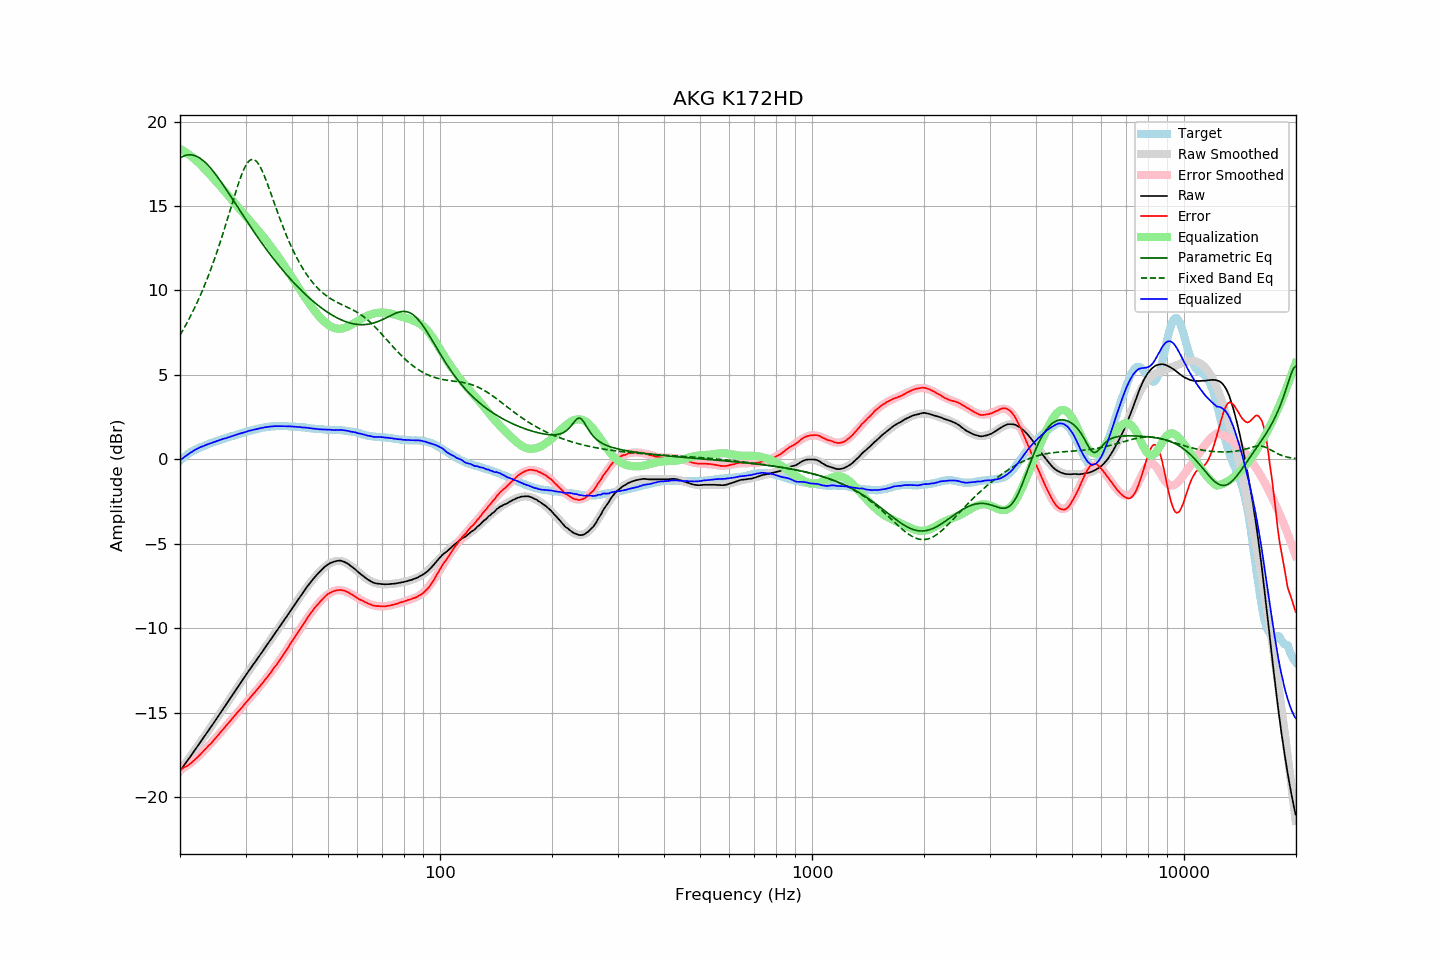 AKG K172HD
Amplitude (dBr)
20
15
10
5
0
−5
−10
−15
−20
Target
Raw Smoothed
Error Smoothed
Raw
Error
Equalization
Parametric Eq
Fixed Band Eq
Equalized
100
1000
10000
Frequency (Hz)